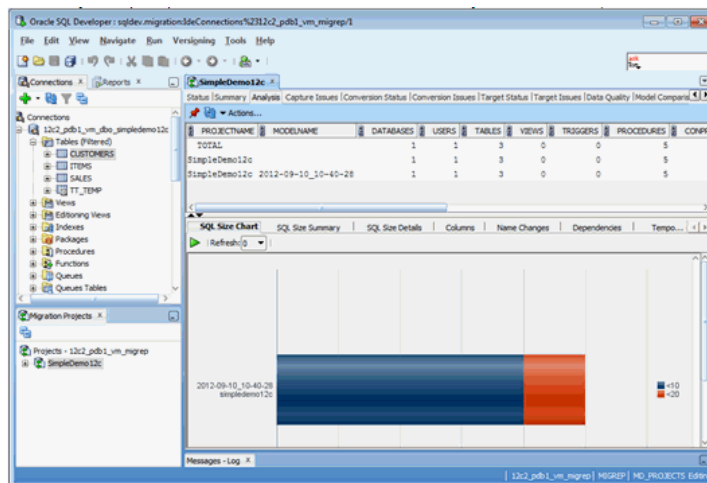 Oracle SQL Developer : sqldev.migration:IdeConnections%2312c2_pdb1_vm_migrep/1
File Edit View Navigate Run Versioning Tools Help
Connections Reports
SimpleDemo12c
Status Summary Analysis Capture Issues Conversion Status Conversion Issues Target Status Target Issues Data Quality Model Comparis
Actions...
Connections
12c2_pdb1_vm_dbo_simpledemo12c
Tables (Filtered)
CUSTOMERS
ITEMS
SALES
TT_TEMP
Views
Editioning Views
Indexes
Packages
Procedures
Functions
Queues
Queues Tables
PROJECTNAME MODELNAME DATABASES USERS TABLES VIEWS TRIGGERS PROCEDURES CONPR
TOTAL 1 1 3 0 0 5
SimpleDemo12c 1 1 3 0 0 5
SimpleDemo12c 2012-09-10_10-40-28 1 1 3 0 0 5
SQL Size Chart SQL Size Summary SQL Size Details Columns Name Changes Dependencies Tempo...
Refresh: 0
Migration Projects
Projects - 12c2_pdb1_vm_migrep
SimpleDemo12c
2012-09-10_10-40-28
simpledemo12c
<10
<20
Messages - Log
12c2_pdb1_vm_migrep MIGREP MD_PROJECTS Editin